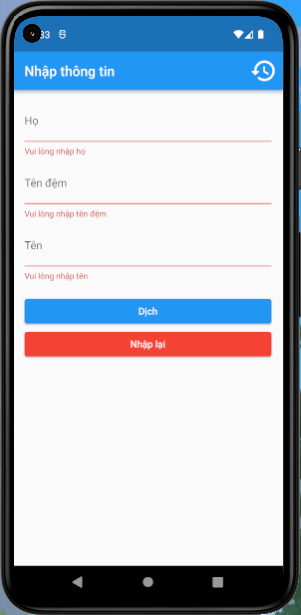 Nhập thông tin
Họ
Vui lòng nhập họ
Tên đệm
Vui lòng nhập tên đệm
Tên
Vui lòng nhập tên
Dịch
Nhập lại